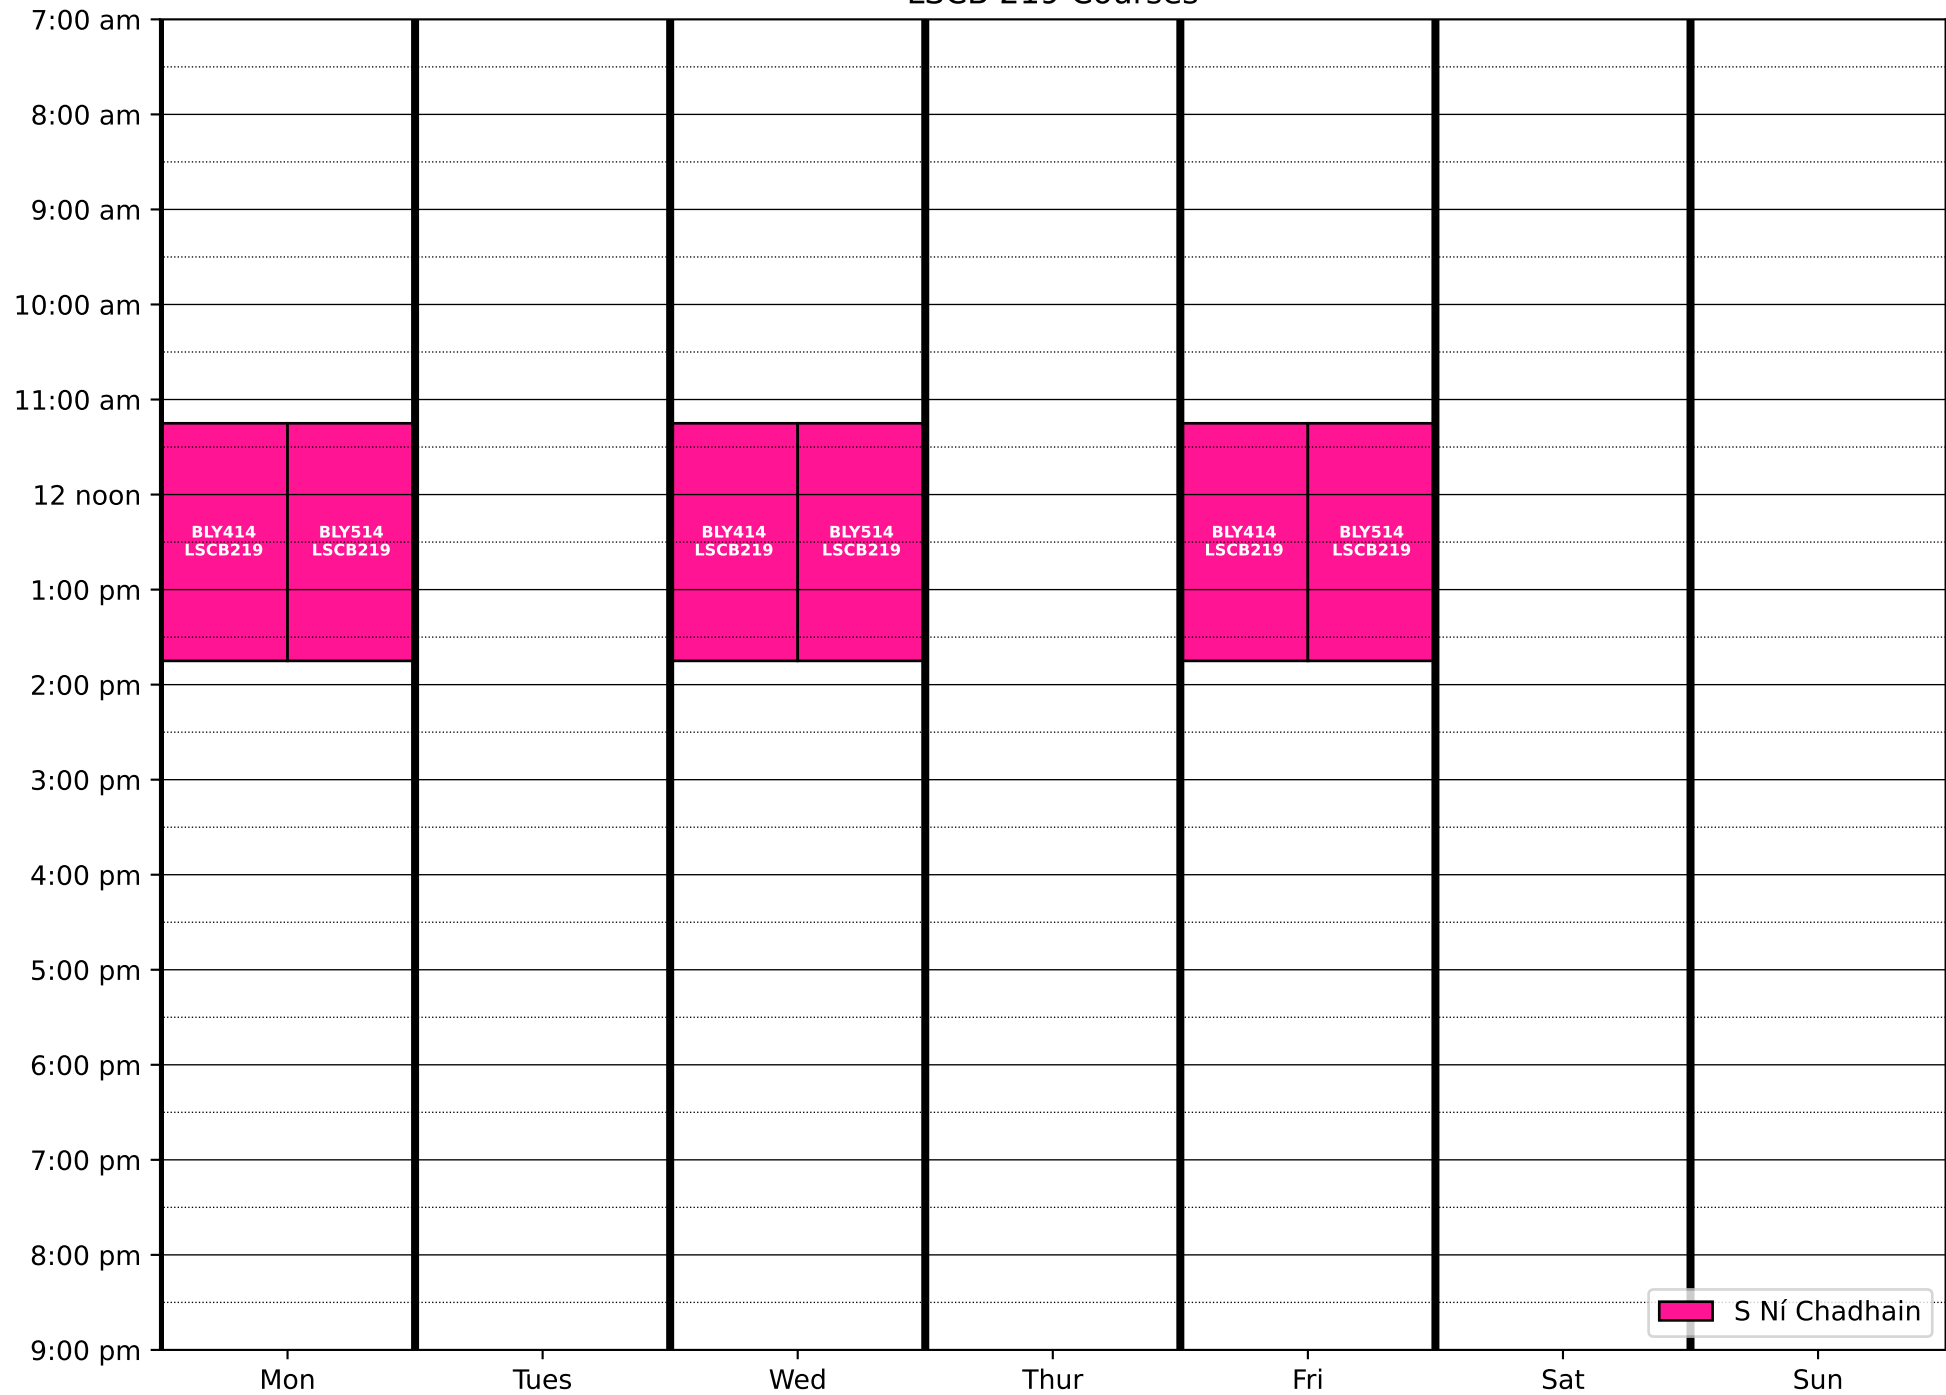 LSCB 219 Courses
7:00 am
8:00 am
9:00 am
10:00 am
11:00 am
12 noon
1:00 pm
2:00 pm
3:00 pm
4:00 pm
5:00 pm
6:00 pm
7:00 pm
8:00 pm
9:00 pm
BLY414
LSCB219
BLY514
LSCB219
BLY414
LSCB219
BLY514
LSCB219
BLY414
LSCB219
BLY514
LSCB219
S Ní Chadhain
Mon
Tues
Wed
Thur
Fri
Sat
Sun